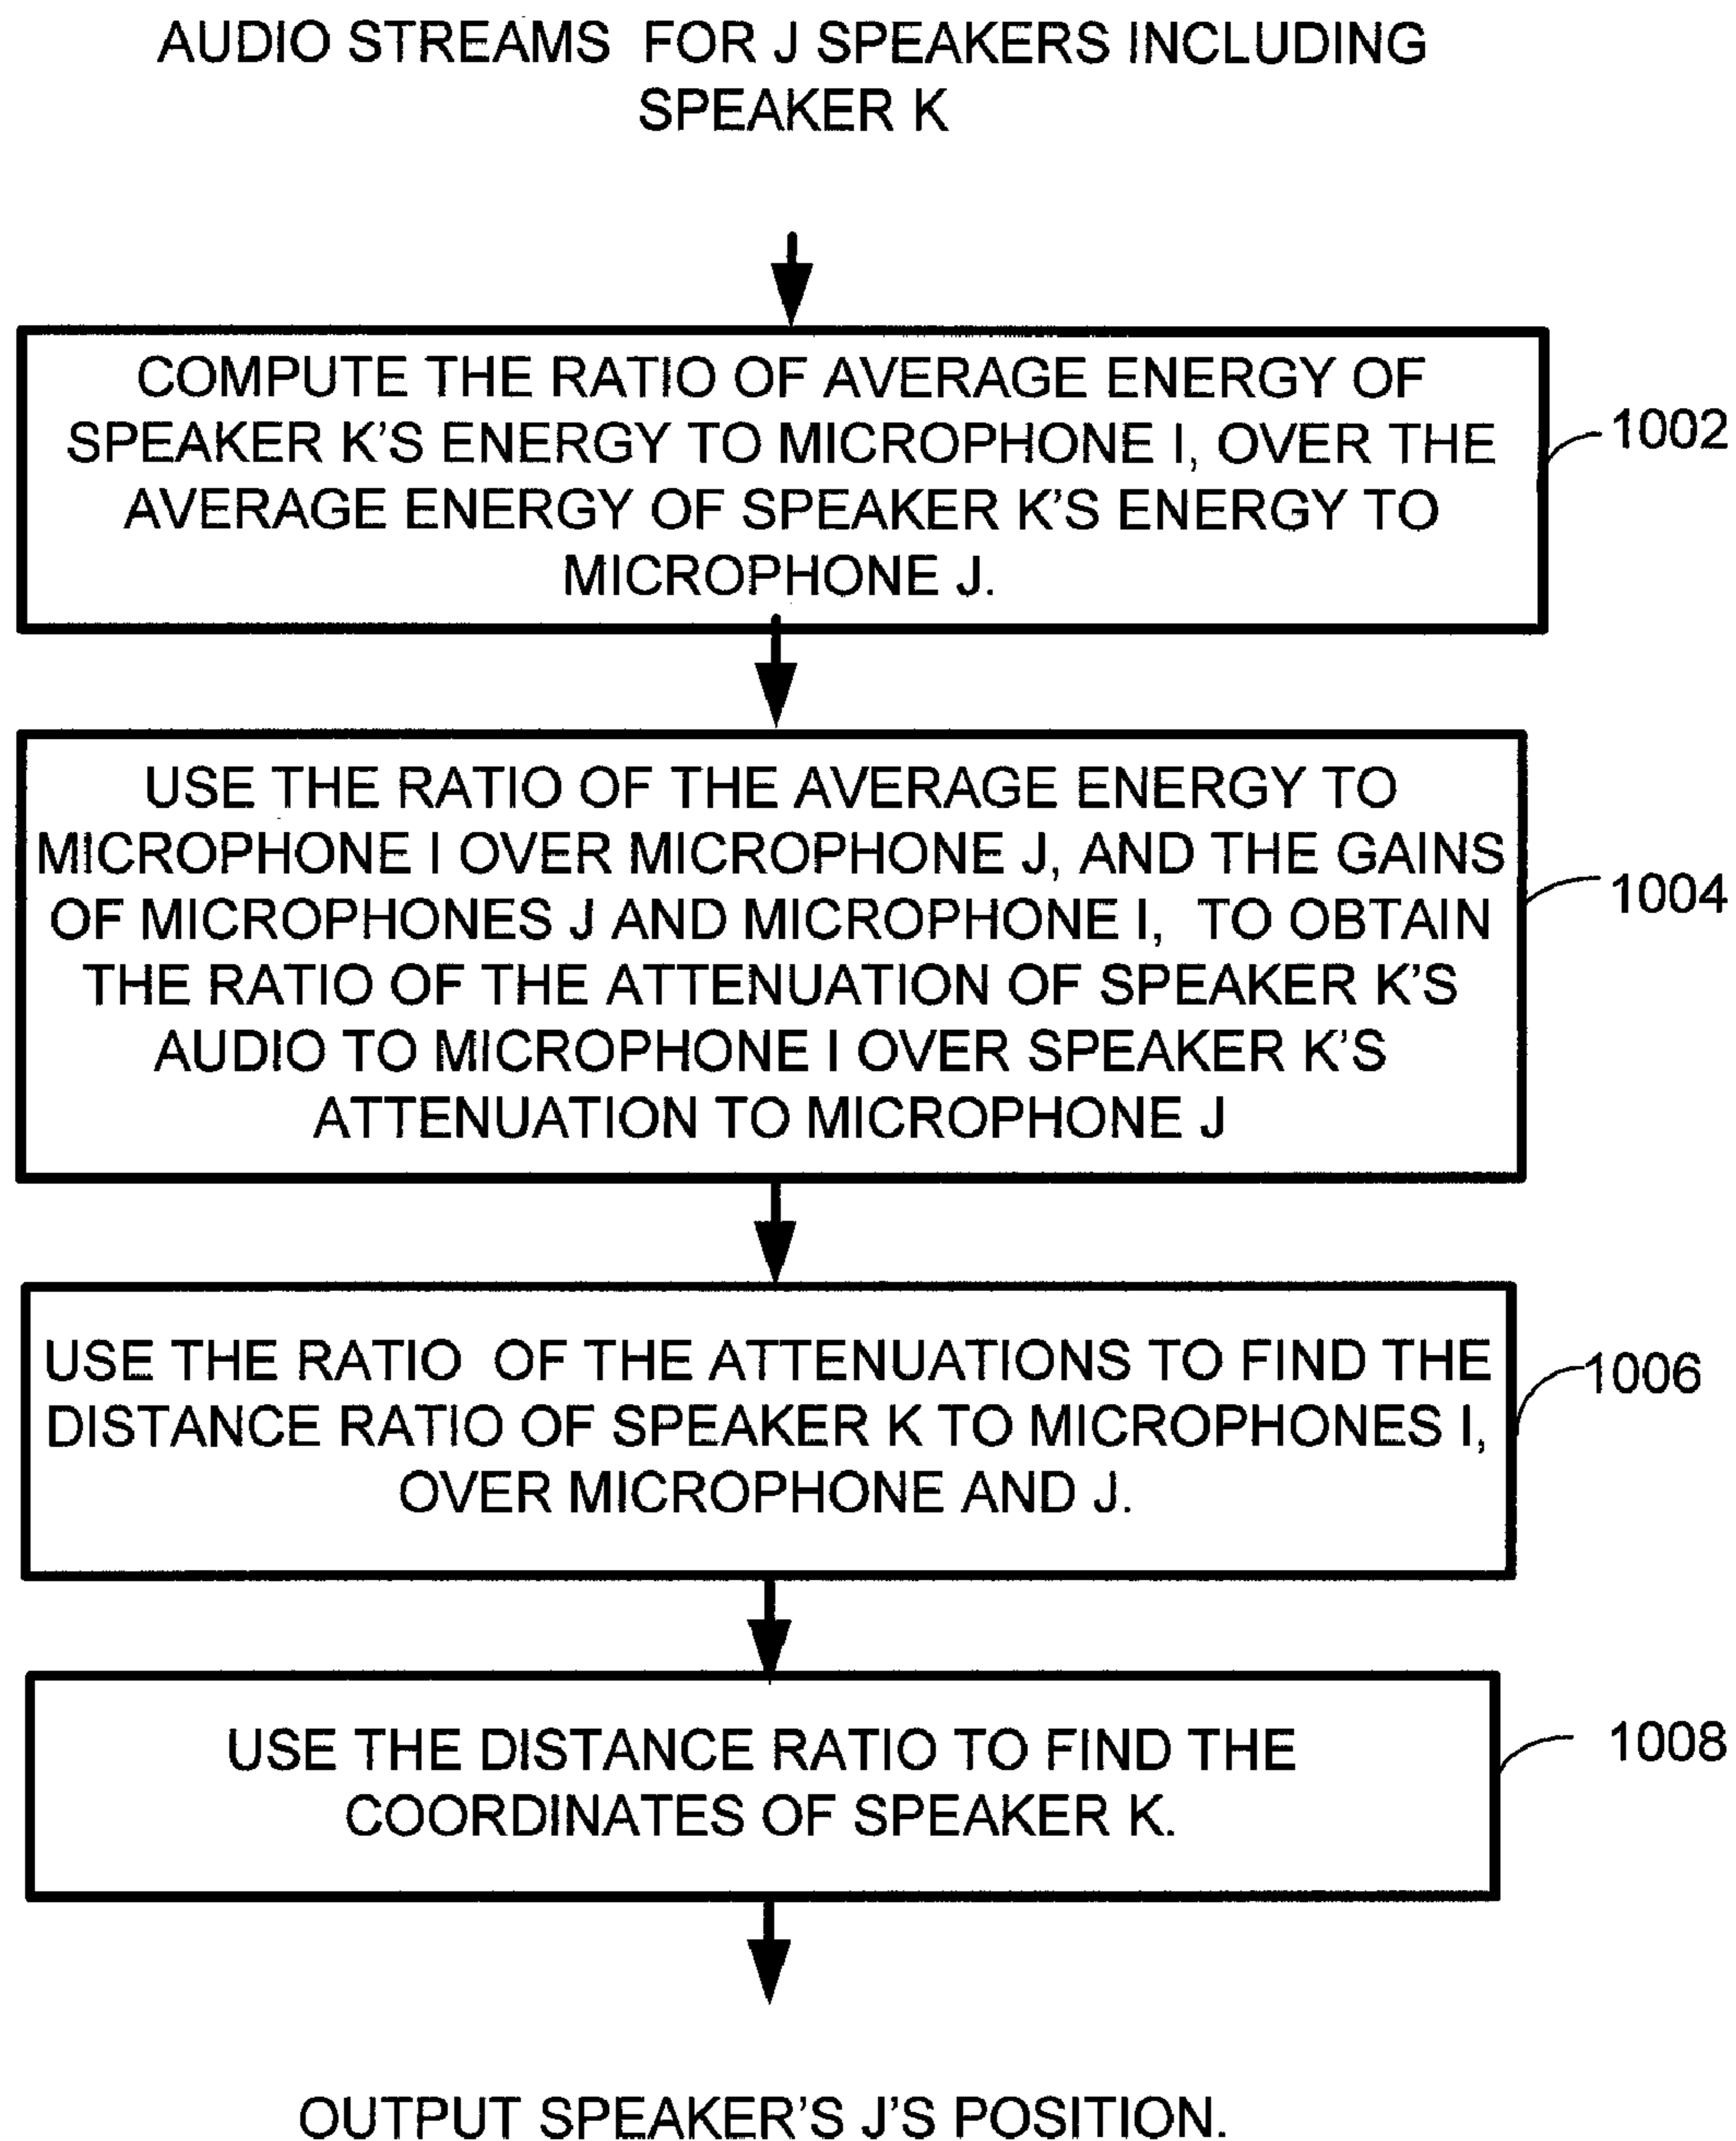 AUDIO STREAMS FOR J SPEAKERS INCLUDING
SPEAKER K
COMPUTE THE RATIO OF AVERAGE ENERGY OF
SPEAKER K'S ENERGY TO MICROPHONE I, OVER THE
AVERAGE ENERGY OF SPEAKER K'S ENERGY TO
MICROPHONE J.
1002
USE THE RATIO OF THE AVERAGE ENERGY TO
MICROPHONE I OVER MICROPHONE J, AND THE GAINS
OF MICROPHONES J AND MICROPHONE I, TO OBTAIN
THE RATIO OF THE ATTENUATION OF SPEAKER K'S
AUDIO TO MICROPHONE I OVER SPEAKER K'S
ATTENUATION TO MICROPHONE J
1004
USE THE RATIO OF THE ATTENUATIONS TO FIND THE
DISTANCE RATIO OF SPEAKER K TO MICROPHONES I,
OVER MICROPHONE AND J.
1006
USE THE DISTANCE RATIO TO FIND THE
COORDINATES OF SPEAKER K.
1008
OUTPUT SPEAKER'S J'S POSITION.